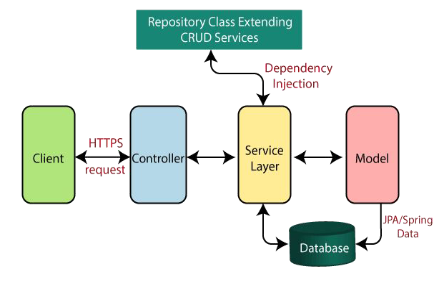 Repository Class Extending
CRUD Services
Dependency
Injection
Client
HTTPS
request
Controller
Service
Layer
Model
JPA/Spring
Data
Database